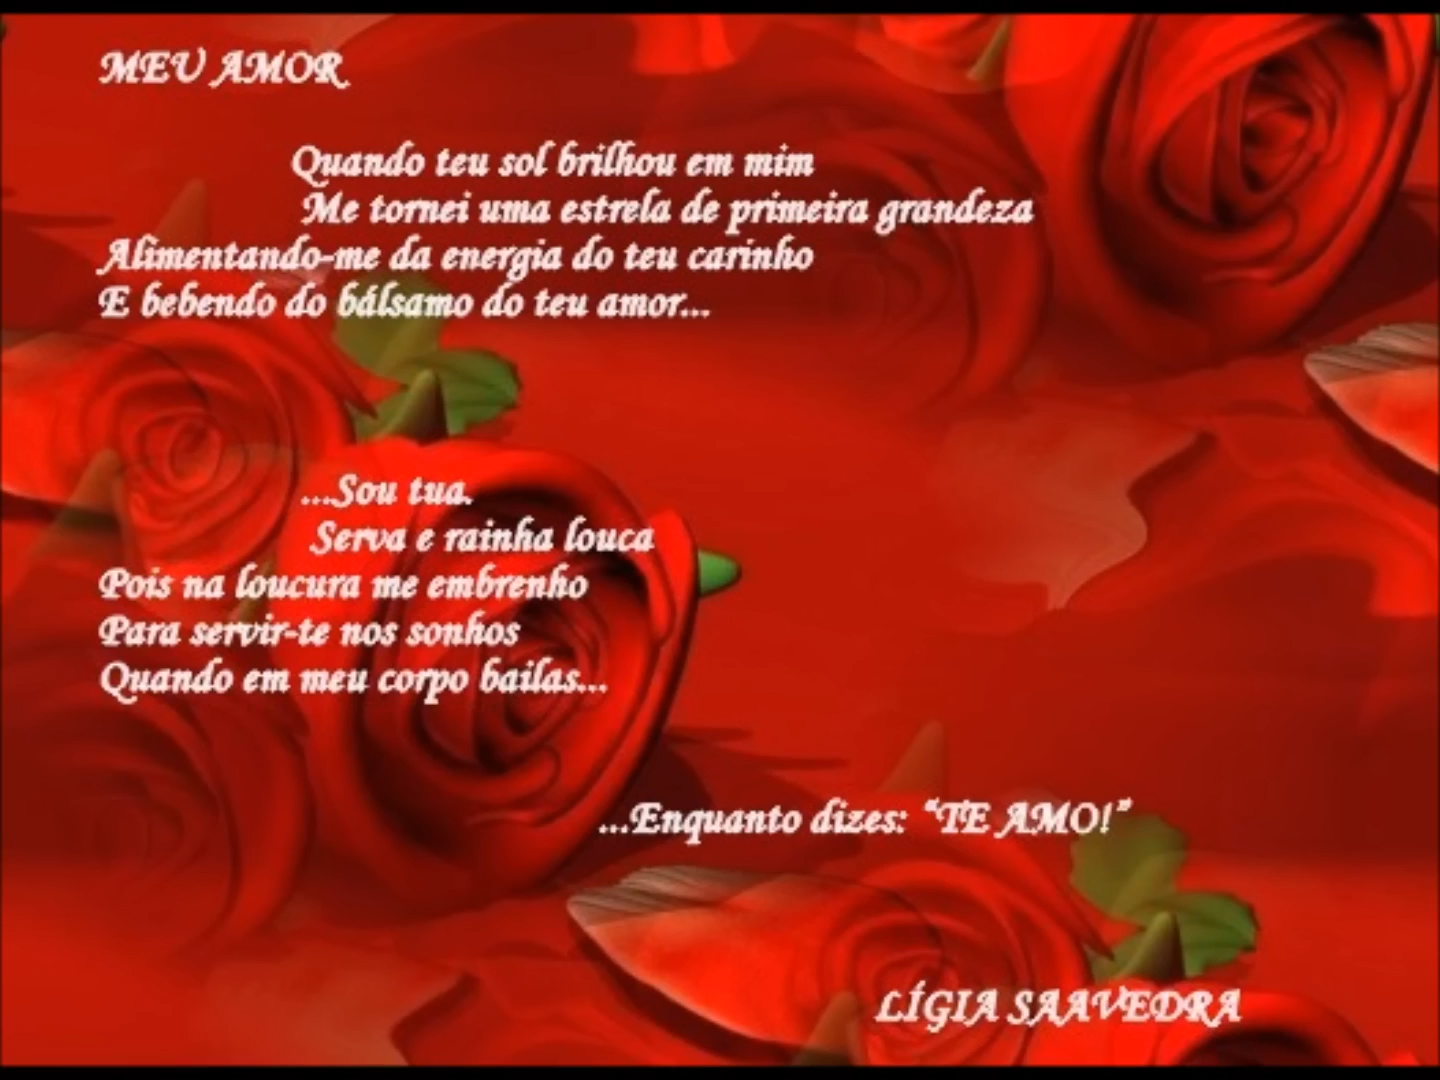 MEU AMOR
Quando teu sol brilhou em mim
Me tornei uma estrela de primeira grandeza
Alimentando-me da energia do teu carinho
E bebendo do bálsamo do teu amor...
...Sou tua.
Serva e rainha louca
Pois na loucura me embrenho
Para servir-te nos sonhos
Quando em meu corpo bailas...
...Enquanto dizes: “TE AMO!”
LÍGIA SAAVEDRA